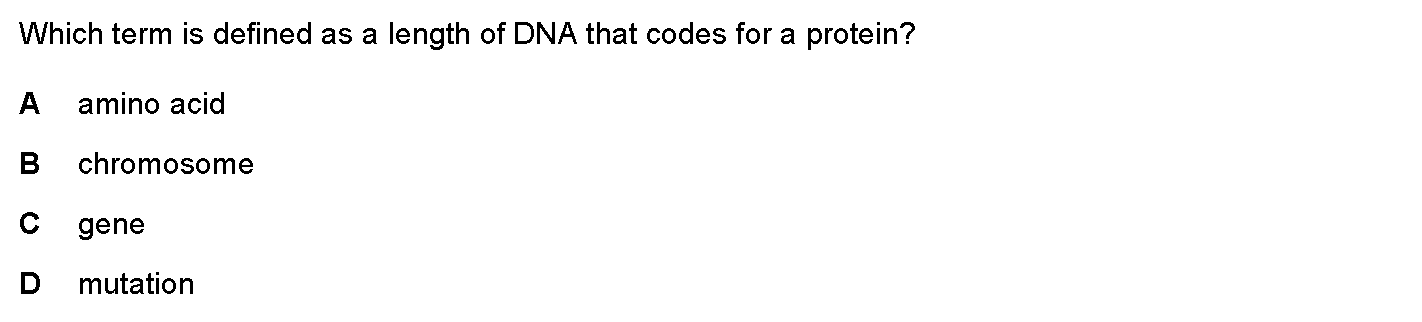 Which term is defined as a length of DNA that codes for a protein?
A amino acid
B chromosome
C gene
D mutation